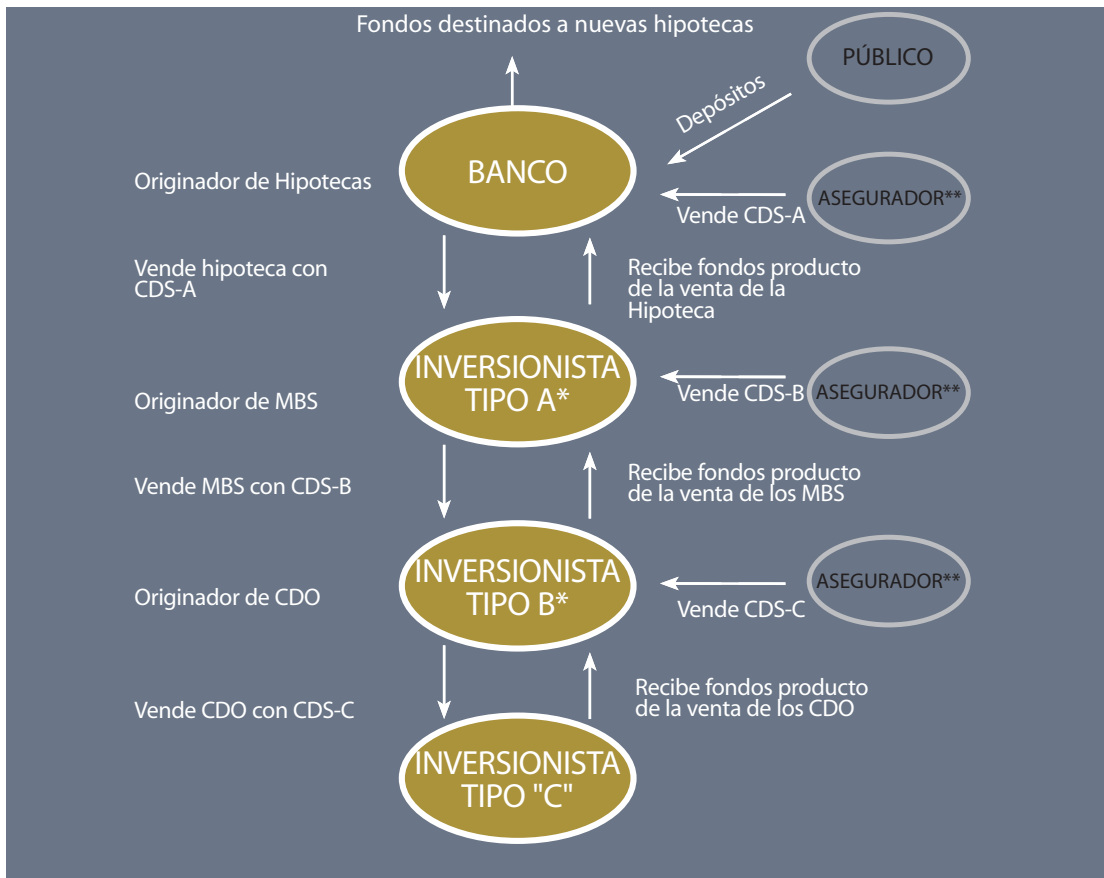 Fondos destinados a nuevas hipotecas
PÚBLICO
Depósitos
BANCO
Originador de Hipotecas
ASEGURADOR**
Vende CDS-A
Vende hipoteca con
CDS-A
Recibe fondos producto
de la venta de la
Hipoteca
INVERSIONISTA
TIPO A*
Originador de MBS
ASEGURADOR**
Vende CDS-B
Vende MBS con CDS-B
Recibe fondos producto
de la venta de los MBS
INVERSIONISTA
TIPO B*
Originador de CDO
ASEGURADOR**
Vende CDS-C
Vende CDO con CDS-C
Recibe fondos producto
de la venta de los CDO
INVERSIONISTA
TIPO "C"